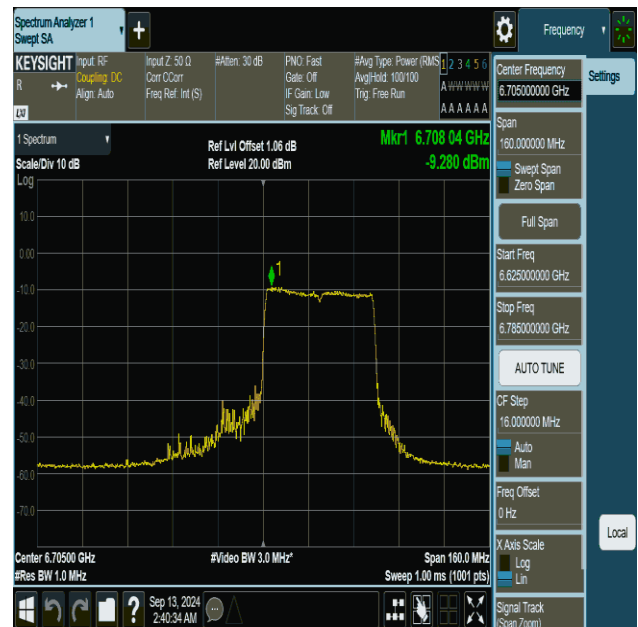 Spectrum Analyzer 1
Swept SA
+
Frequency
KEYSIGHT
R
LXI
Input: RF
Coupling: DC
Align: Auto
Input Z: 50 Ω
Corr CCorr
Freq Ref: Int (S)
#Atten: 30 dB
PNO: Fast
Gate: Off
IF Gain: Low
Sig Track: Off
#Avg Type: Power (RMS
Avg|Hold: 100/100
Trig: Free Run
1 2 3 4 5 6
A W W W W W
A A A A A A
1 Spectrum
Scale/Div 10 dB
Log
Ref Lvl Offset 1.06 dB
Ref Level 20.00 dBm
Mkr1 6.708 04 GHz
-9.280 dBm
10.0
0.00
-10.0
-20.0
-30.0
-40.0
-50.0
-60.0
-70.0
1
Center 6.70500 GHz
#Res BW 1.0 MHz
#Video BW 3.0 MHz*
Span 160.0 MHz
Sweep 1.00 ms (1001 pts)
Center Frequency
6.705000000 GHz
Settings
Span
160.000000 MHz
Swept Span
Zero Span
Full Span
Start Freq
6.625000000 GHz
Stop Freq
6.785000000 GHz
AUTO TUNE
CF Step
16.000000 MHz
Auto
Man
Freq Offset
0 Hz
X Axis Scale
Log
Lin
Local
Signal Track
(Span Zoom)
?
Sep 13, 2024
2:40:34 AM